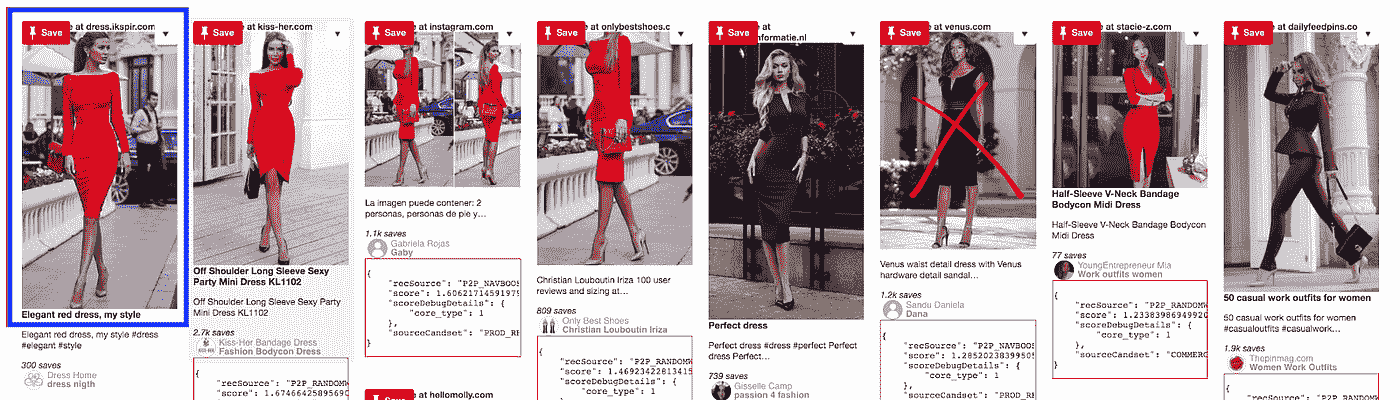 Save
e at dress.ikspir.com
Elegant red dress, my style
Elegant red dress, my style #dress
#elegant #style
300 saves
Dress Home
dress nigth
Save
e at kiss-her.com
Off Shoulder Long Sleeve Sexy
Party Mini Dress KL1102
Off Shoulder Long Sleeve Sexy Party
Mini Dress KL1102
2.7k saves
Kiss-Her Bandage Dress
Fashion Bodycon Dress
{
"recSource": "P2P_RANDOMW
"score": 1.6746642589569
Save
e at instagram.com
La imagen puede contener: 2
personas, personas de pie y...
1.1k saves
Gabriela Rojas
Gaby
{
"recSource": "P2P_NAVBOOS
"score": 1.6062171459197
"scoreDebugDetails": {
"core_type": 1
},
"sourceCandset": "PROD_RE
Save
e at hellomolly.com
Save
e at onlybestshoes.c
Christian Louboutin Iriza 100 user
reviews and sizing at...
809 saves
Only Best Shoes
Christian Louboutin Iriza
{
"recSource": "P2P_RANDOMW
"score": 1.4692342281341
"scoreDebugDetails": {
"core_type": 1
Save
e at
nformatie.nl
Perfect dress
Perfect dress #dress #perfect Perfect
dress Perfect...
739 saves
Gisselle Camp
passion 4 fashion
Save
e at venus.com
Venus waist detail dress with Venus
hardware detail sandal...
1.2k saves
Sandu Daniela
Dana
{
"recSource": "P2P_NAVBOOS
"score": 1.2852023839950
"scoreDebugDetails": {
"core_type": 1
},
"sourceCandset": "PROD_RE
Save
e at stacie-z.com
Half-Sleeve V-Neck Bandage
Bodycon Midi Dress
Half-Sleeve V-Neck Bandage Bodycon
Midi Dress
77 saves
YoungEntrepreneur Mia
Work outfits women
{
"recSource": "P2P_RANDOMW
"score": 1.2338398694992
"scoreDebugDetails": {
"core_type": 1
},
"sourceCandset": "COMMERC
Save
e at dailyfeedpins.co
50 casual work outfits for women
50 casual work outfits for women
#casualoutfits #casualwork...
1.9k saves
Thepinmag.com
Women Work Outfits
{
"recSource": "P2P_RANDOMW